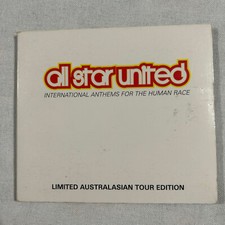 all star united
INTERNATIONAL ANTHEMS FOR THE HUMAN RACE
LIMITED AUSTRALASIAN TOUR EDITION